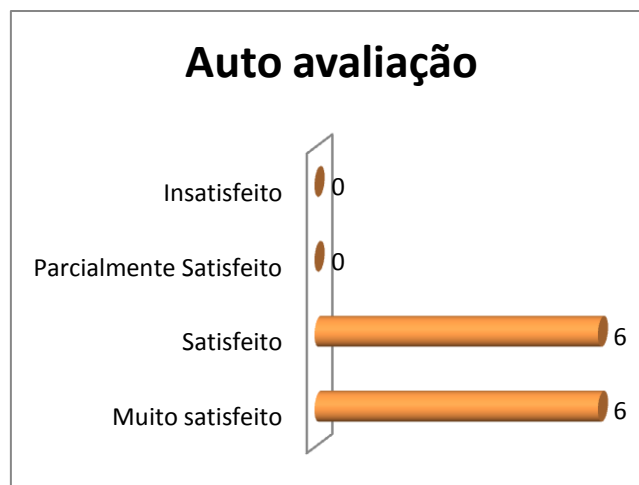 Auto avaliação
Insatisfeito 0
Parcialmente Satisfeito 0
Satisfeito 6
Muito satisfeito 6